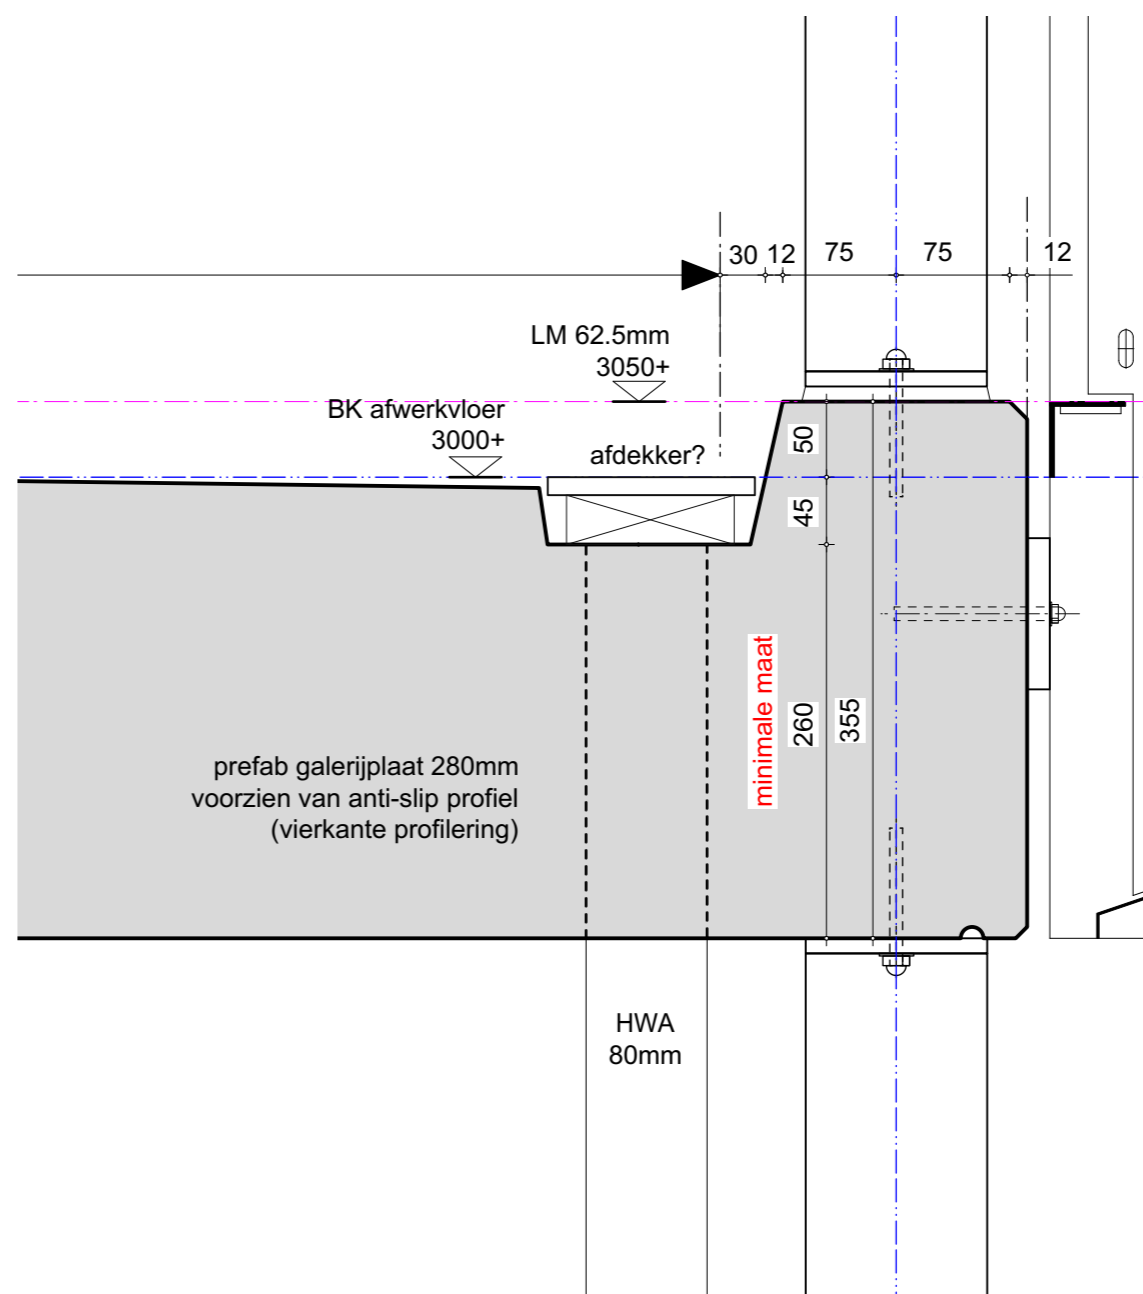 30 12 75 75 12
LM 62.5mm
3050+
BK afwerkvloer
3000+
afdekker?
50
45
minimale maat
260
355
prefab galerijplaat 280mm
voorzien van anti-slip profiel
(vierkante profilering)
HWA
80mm